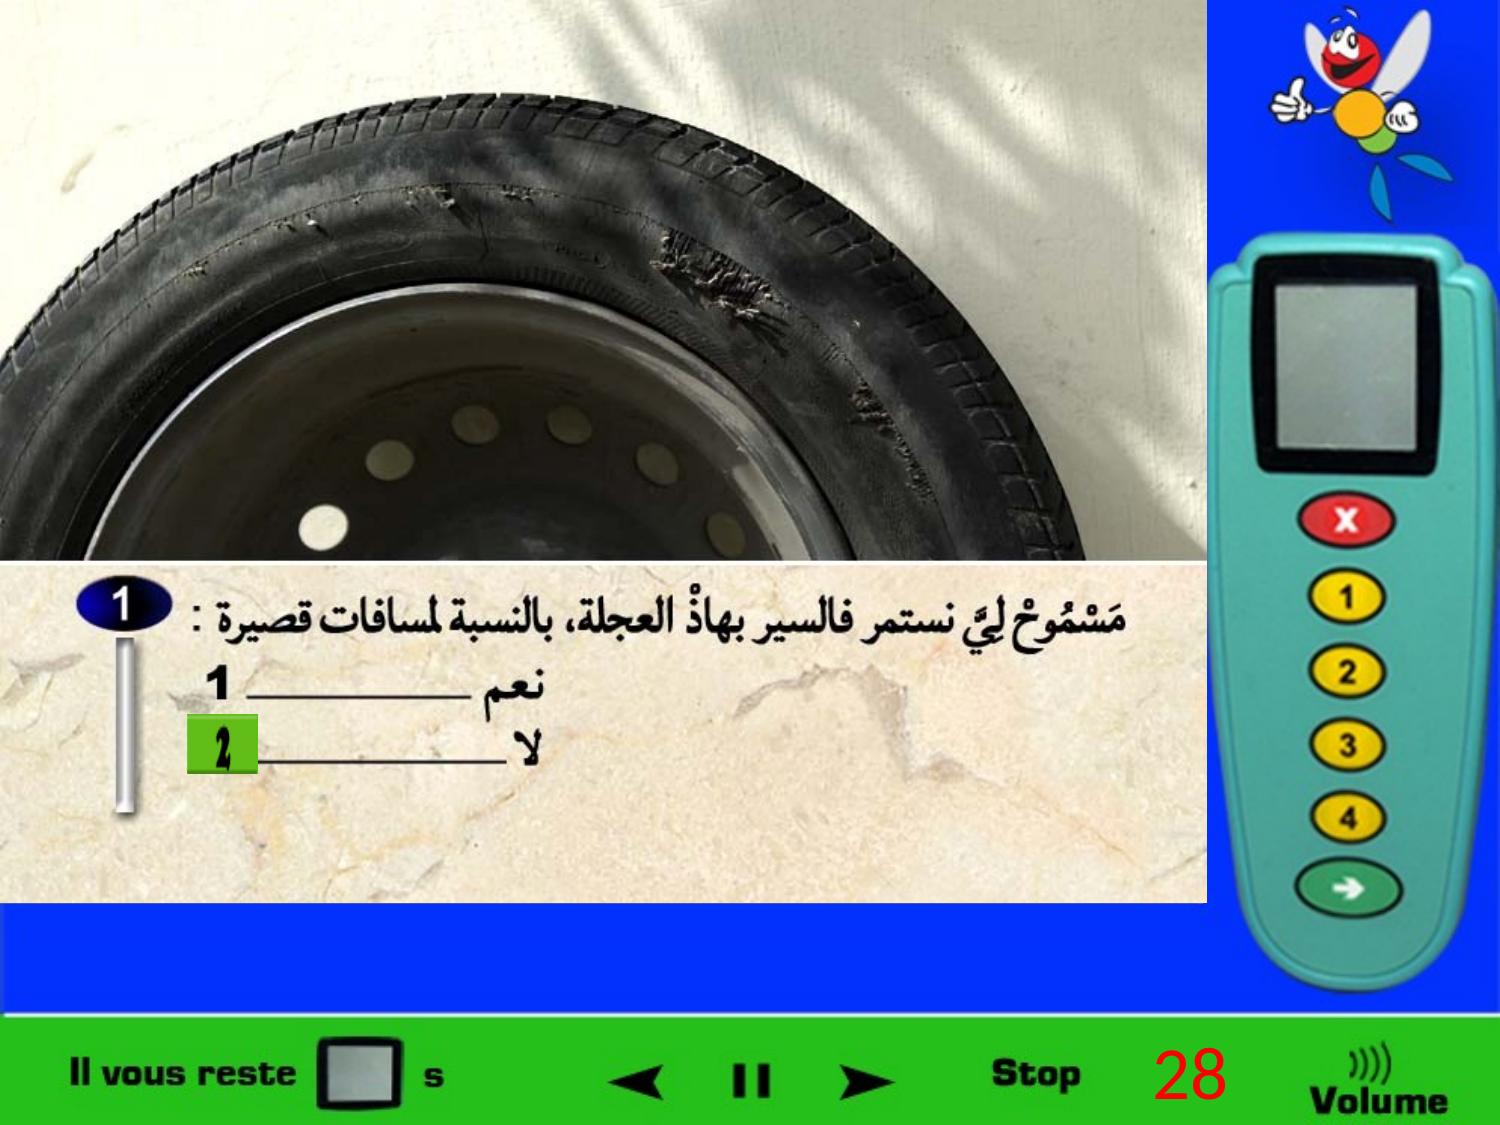 1
مَسْمُوحْ لِيَّ نستمر فالسير بهاذْ العجلة، بالنسبة لمسافات قصيرة :
نعم 1
لا 2
X
1
2
3
4
Il vous reste s
Stop
28
Volume